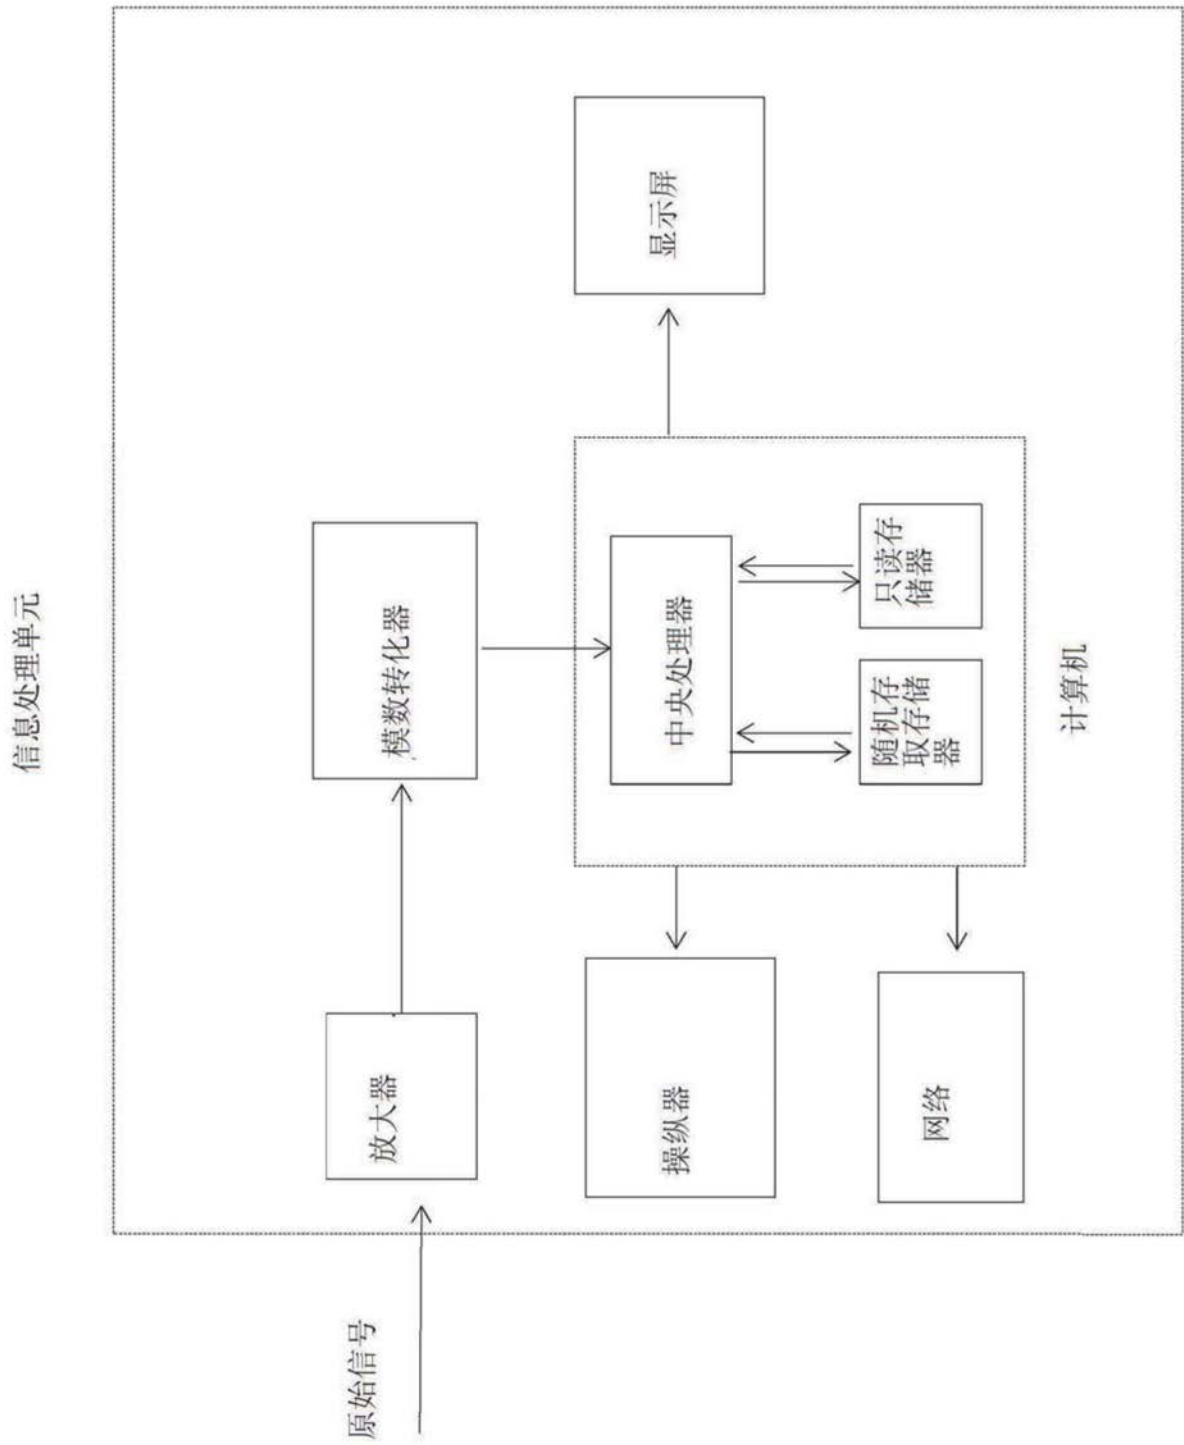 信息处理单元
原始信号
放大器
模数转化器
操纵器
中央处理器
显示屏
网络
随机存
取存储
器
只读存
储器
计算机